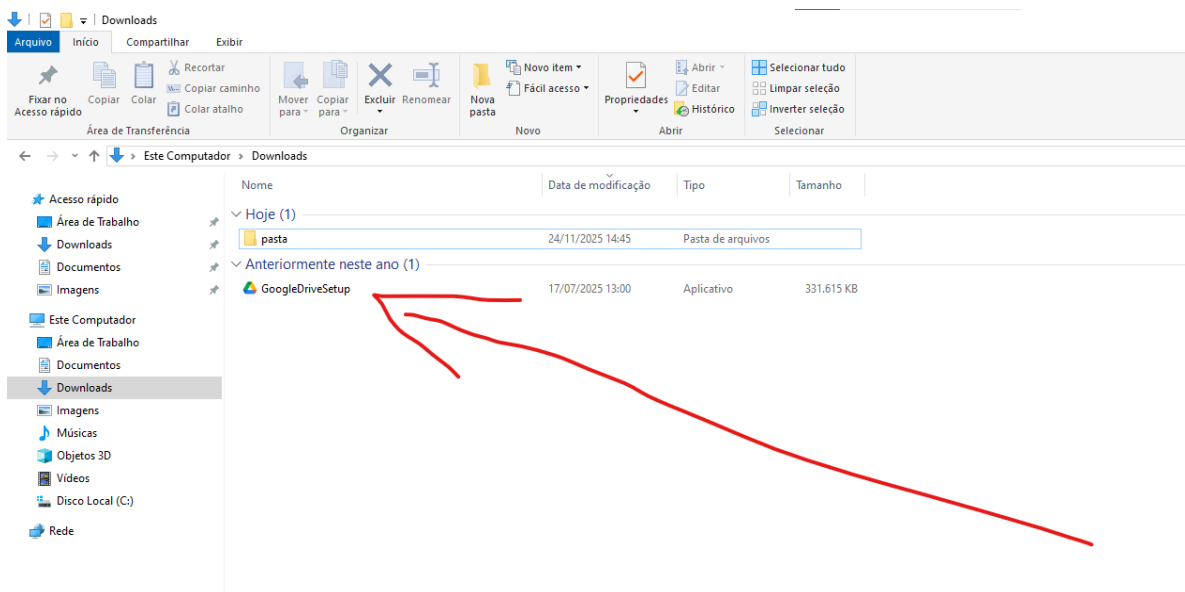 Downloads
Arquivo Início Compartilhar Exibir
Fixar no Acesso rápido
Copiar
Colar
Recortar
Copiar caminho
Colar atalho
Área de Transferência
Mover para
Copiar para
Excluir
Renomear
Organizar
Nova pasta
Novo item
Fácil acesso
Novo
Propriedades
Abrir
Editar
Histórico
Abrir
Selecionar tudo
Limpar seleção
Inverter seleção
Selecionar
Este Computador > Downloads
Nome Data de modificação Tipo Tamanho
Hoje (1)
pasta 24/11/2025 14:45 Pasta de arquivos
Anteriormente neste ano (1)
GoogleDriveSetup 17/07/2025 13:00 Aplicativo 331.615 KB
Acesso rápido
Área de Trabalho
Downloads
Documentos
Imagens
Este Computador
Área de Trabalho
Documentos
Downloads
Imagens
Músicas
Objetos 3D
Vídeos
Disco Local (C:)
Rede